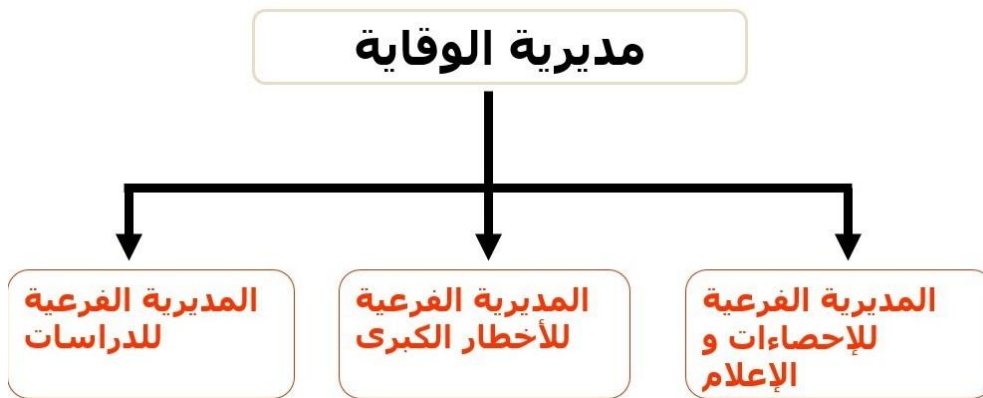 مديرية الوقاية
المديرية الفرعية
للإحصاءات و
الإعلام
المديرية الفرعية
للأخطار الكبرى
المديرية الفرعية
للدراسات